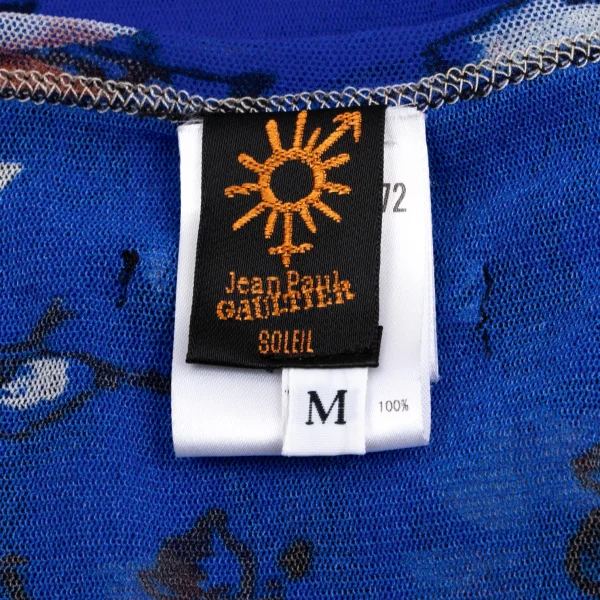 72
Jean Paul
GAULTIER
SOLEIL
M
100%